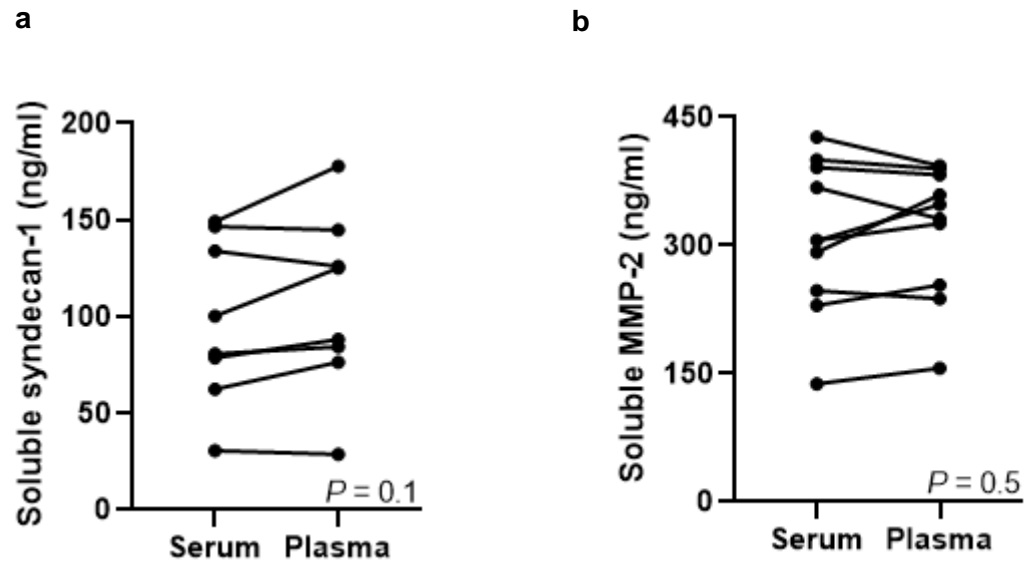 a
Soluble syndecan-1 (ng/ml)
200
150
100
50
0
P = 0.1
Serum Plasma
b
Soluble MMP-2 (ng/ml)
450
300
150
0
P = 0.5
Serum Plasma